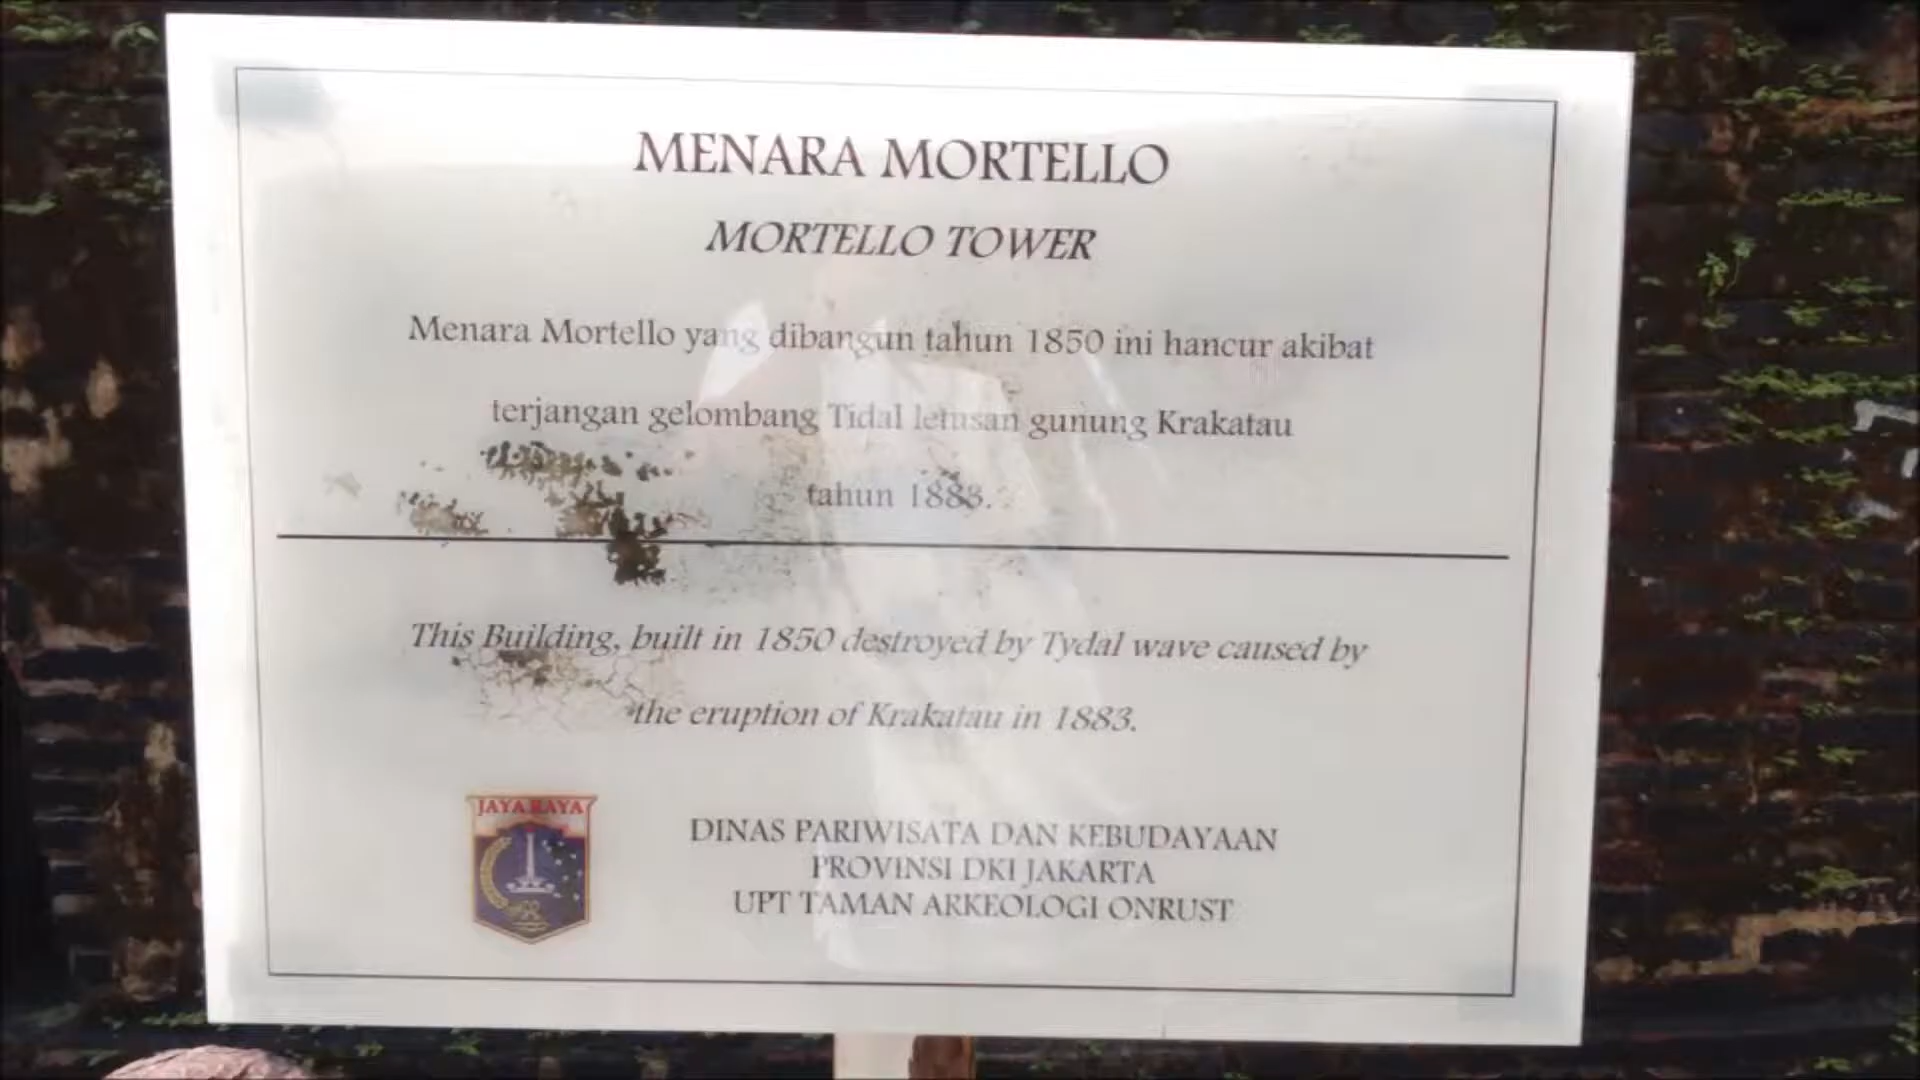 MENARA MORTELLO
MORTELLO TOWER
Menara Mortello yang dibangun tahun 1850 ini hancur akibat
terjangan gelombang Tidal letusan gunung Krakatau
tahun 1883.
This Building, built in 1850 destroyed by Tydal wave caused by
the eruption of Krakatau in 1883.
JAYA RAYA
DINAS PARIWISATA DAN KEBUDAYAAN
PROVINSI DKI JAKARTA
UPT TAMAN ARKEOLOGI ONRUST